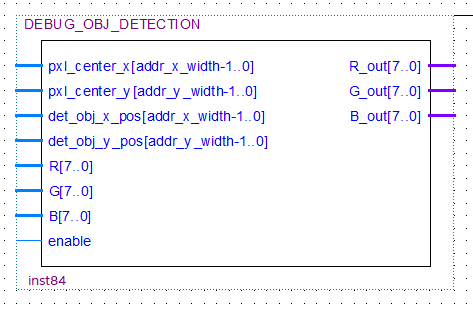 DEBUG_OBJ_DETECTION
pxl_center_x[addr_x_width-1..0] R_out[7..0]
pxl_center_y[addr_y_width-1..0] G_out[7..0]
det_obj_x_pos[addr_x_width-1..0] B_out[7..0]
det_obj_y_pos[addr_y_width-1..0]
R[7..0]
G[7..0]
B[7..0]
enable
inst84